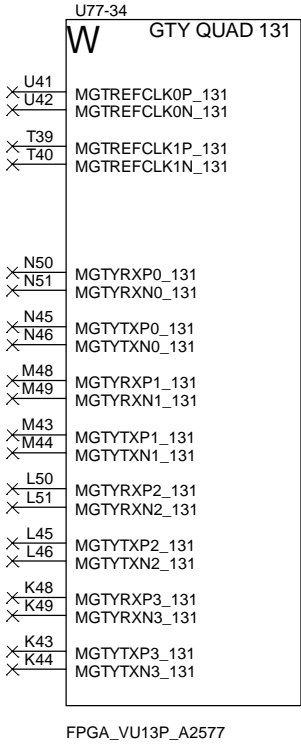 U77-34
W GTY QUAD 131
U41 MGTREFCLK0P_131
U42 MGTREFCLK0N_131
T39 MGTREFCLK1P_131
T40 MGTREFCLK1N_131
N50 MGTYRXP0_131
N51 MGTYRXN0_131
N45 MGTYTXP0_131
N46 MGTYTXN0_131
M48 MGTYRXP1_131
M49 MGTYRXN1_131
M43 MGTYTXP1_131
M44 MGTYTXN1_131
L50 MGTYRXP2_131
L51 MGTYRXN2_131
L45 MGTYTXP2_131
L46 MGTYTXN2_131
K48 MGTYRXP3_131
K49 MGTYRXN3_131
K43 MGTYTXP3_131
K44 MGTYTXN3_131
FPGA_VU13P_A2577